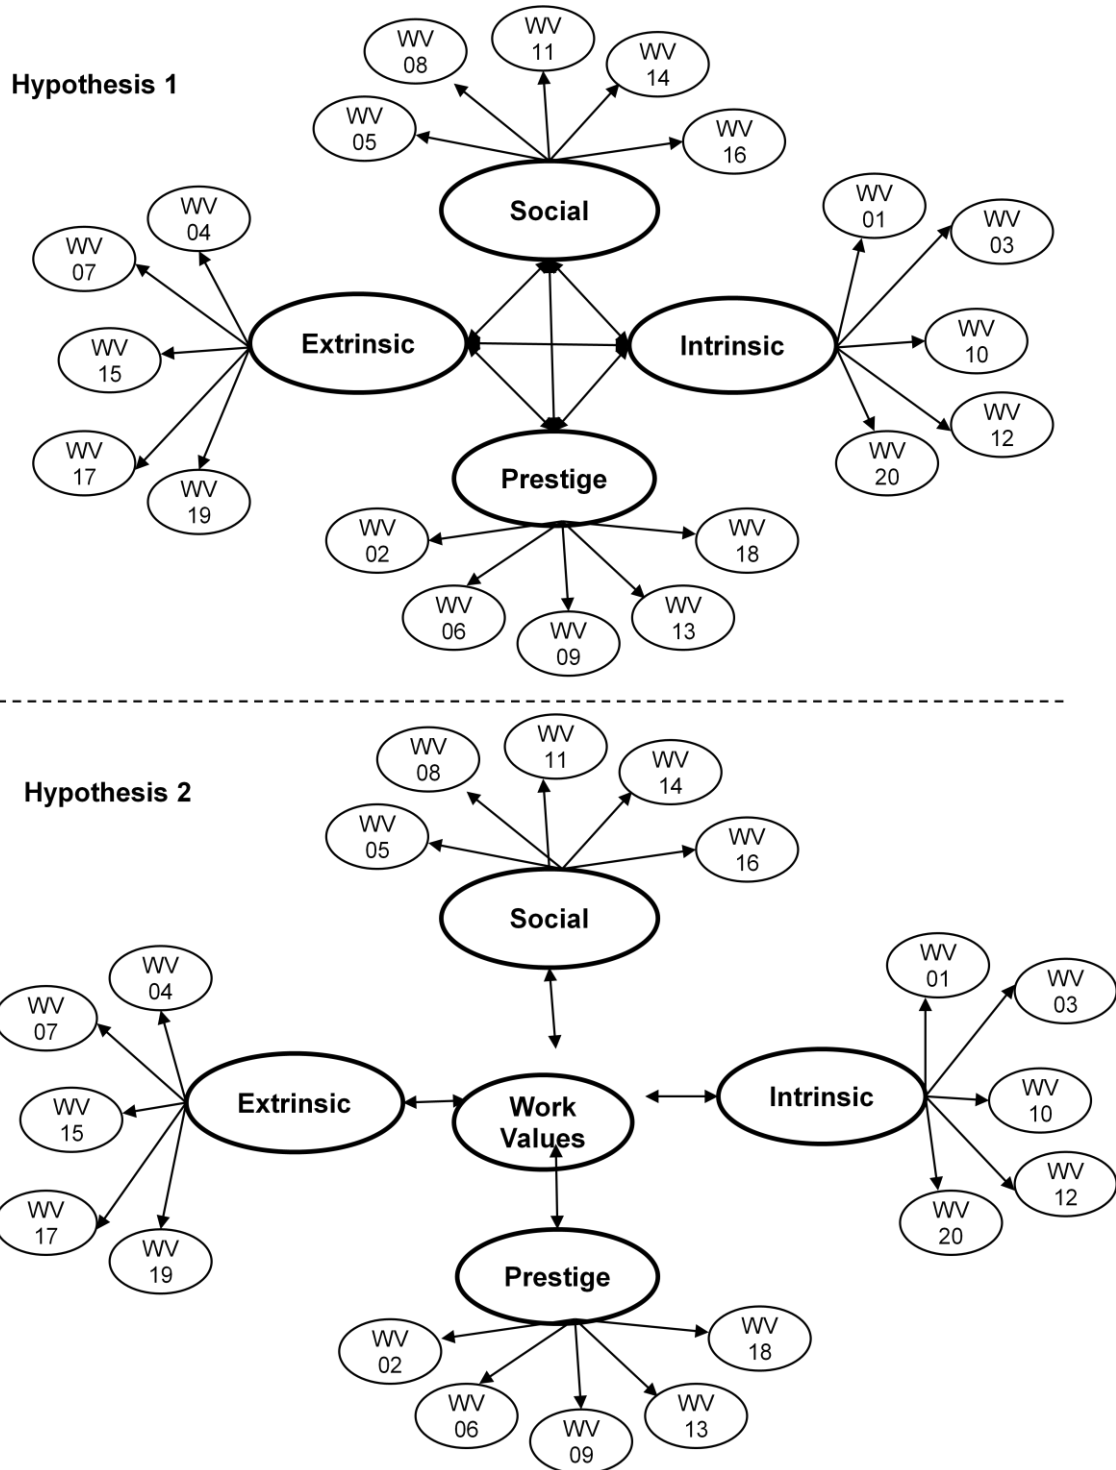 Hypothesis 1
WV
08
WV
11
WV
14
WV
05
WV
16
Social
WV
04
WV
07
WV
15
WV
17
WV
19
Extrinsic
Intrinsic
WV
01
WV
03
WV
10
WV
12
WV
20
Prestige
WV
02
WV
06
WV
09
WV
13
WV
18
Hypothesis 2
WV
08
WV
11
WV
14
WV
05
WV
16
Social
WV
04
WV
07
WV
15
WV
17
WV
19
Extrinsic
Work
Values
Intrinsic
WV
01
WV
03
WV
10
WV
12
WV
20
Prestige
WV
02
WV
06
WV
09
WV
13
WV
18